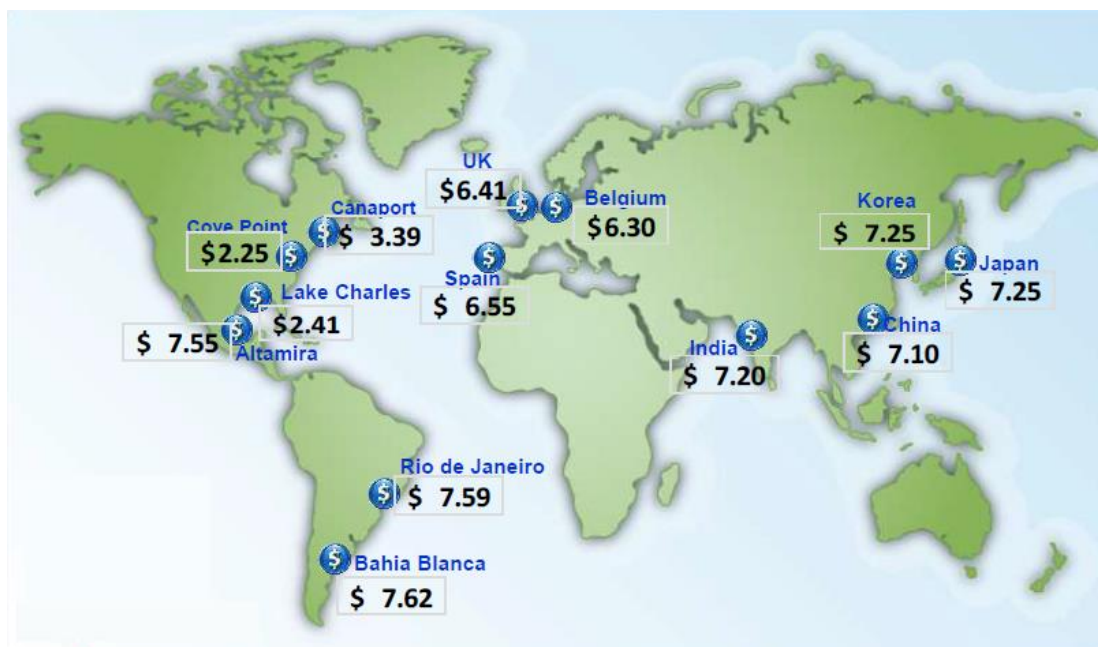 UK
$6.41
Belgium
$6.30
Korea
$ 7.25
Canaport
$ 3.39
Cove Point
$2.25
Japan
$ 7.25
Spain
$ 6.55
Lake Charles
$2.41
China
$ 7.10
India
$ 7.20
$ 7.55
Altamira
Rio de Janeiro
$ 7.59
Bahia Blanca
$ 7.62